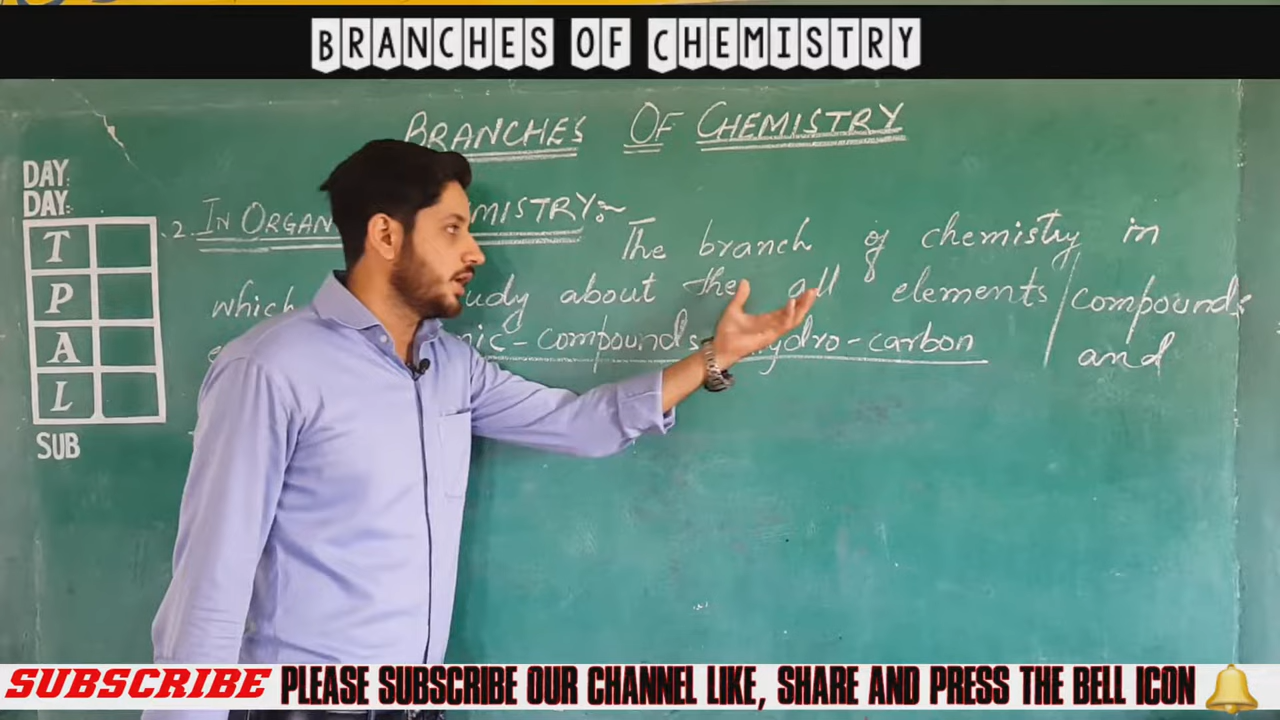 BRANCHES OF CHEMISTRY
BRANCHES OF CHEMISTRY
DAY:
DAY:
T
P
A
L
SUB
.2. IN ORGAN MISTRY:~
The branch of chemistry in
which udy about the all elements/compounds
nic-compounds ydro-carbon and
SUBSCRIBE PLEASE SUBSCRIBE OUR CHANNEL LIKE, SHARE AND PRESS THE BELL ICON